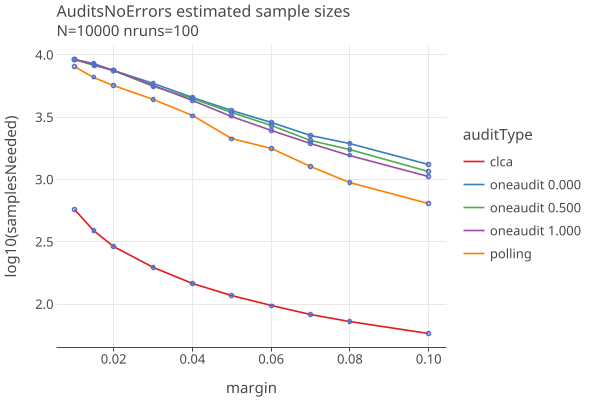 AuditsNoErrors estimated sample sizes
N=10000 nruns=100
log10(samplesNeeded)
4.0
3.5
3.0
2.5
2.0
0.02
0.04
0.06
0.08
0.10
margin
auditType
clca
oneaudit 0.000
oneaudit 0.500
oneaudit 1.000
polling